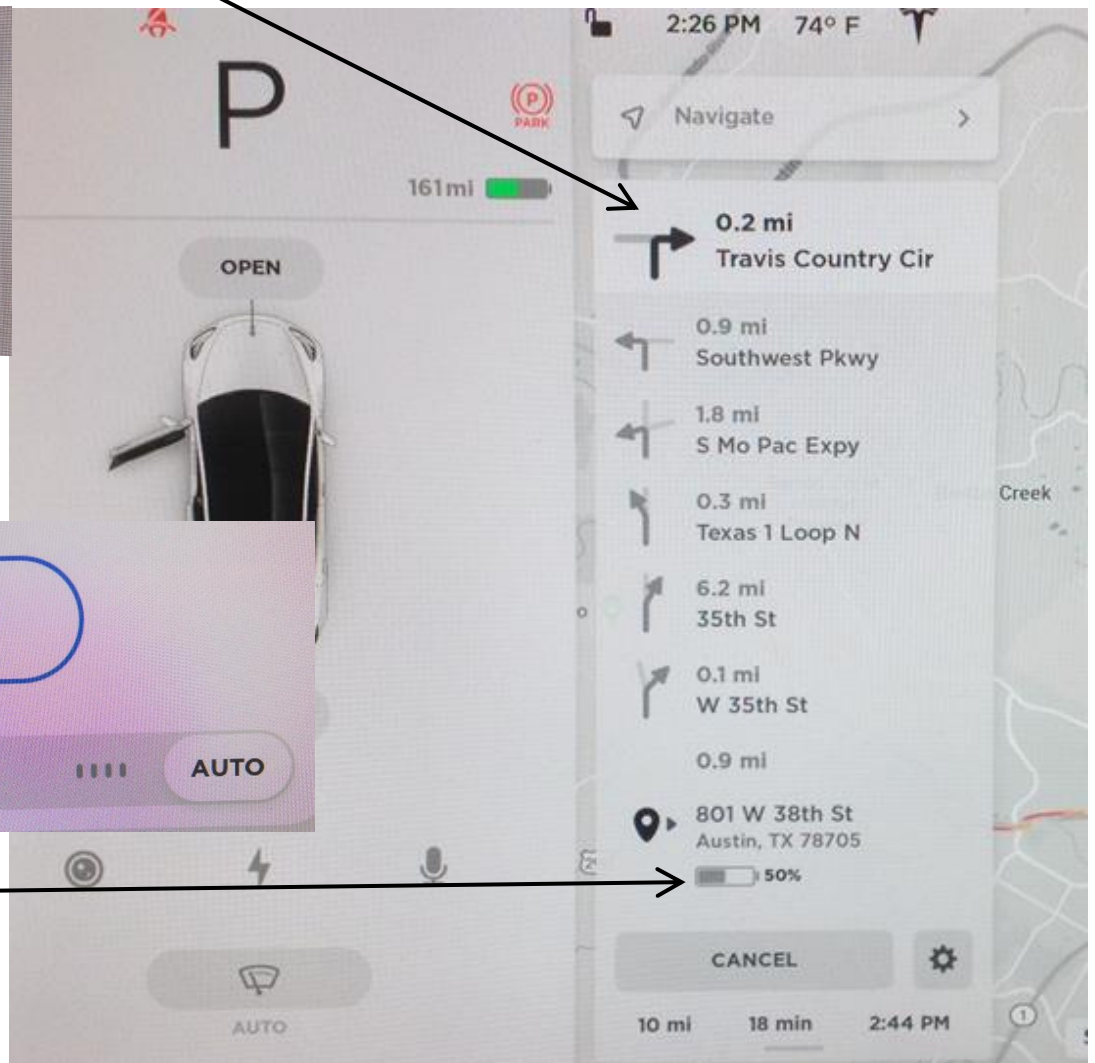 P
PARK
161mi
OPEN
AUTO
AUTO
2:26 PM 74° F
Navigate
0.2 mi
Travis Country Cir
0.9 mi
Southwest Pkwy
1.8 mi
S Mo Pac Expy
0.3 mi
Texas 1 Loop N
6.2 mi
35th St
0.1 mi
W 35th St
0.9 mi
801 W 38th St
Austin, TX 78705
50%
CANCEL
10 mi 18 min 2:44 PM
Creek
1